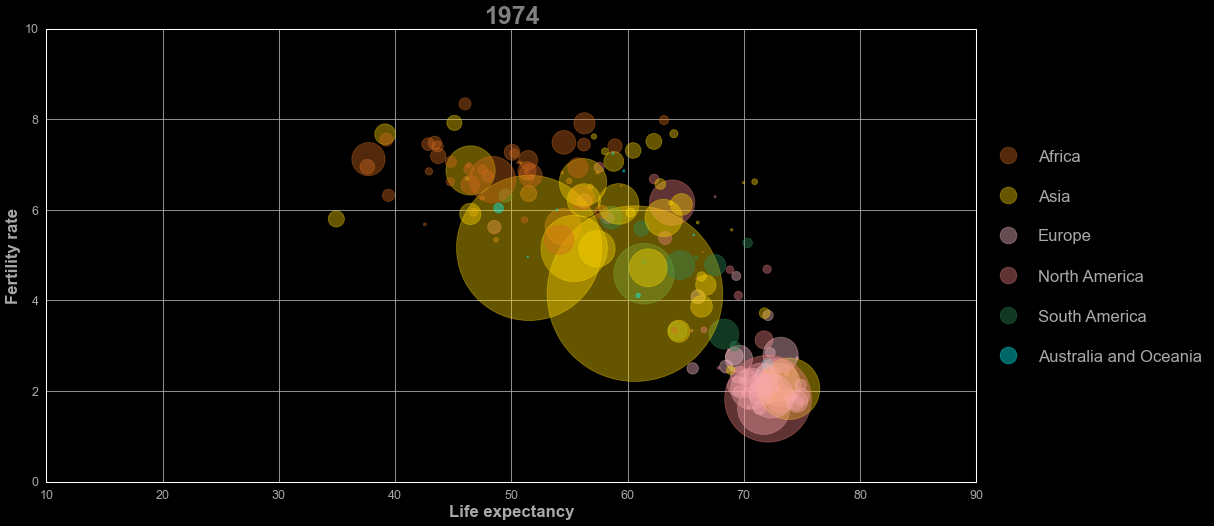 1974
10
8
6
4
2
0
Fertility rate
10 20 30 40 50 60 70 80 90
Life expectancy
Africa
Asia
Europe
North America
South America
Australia and Oceania